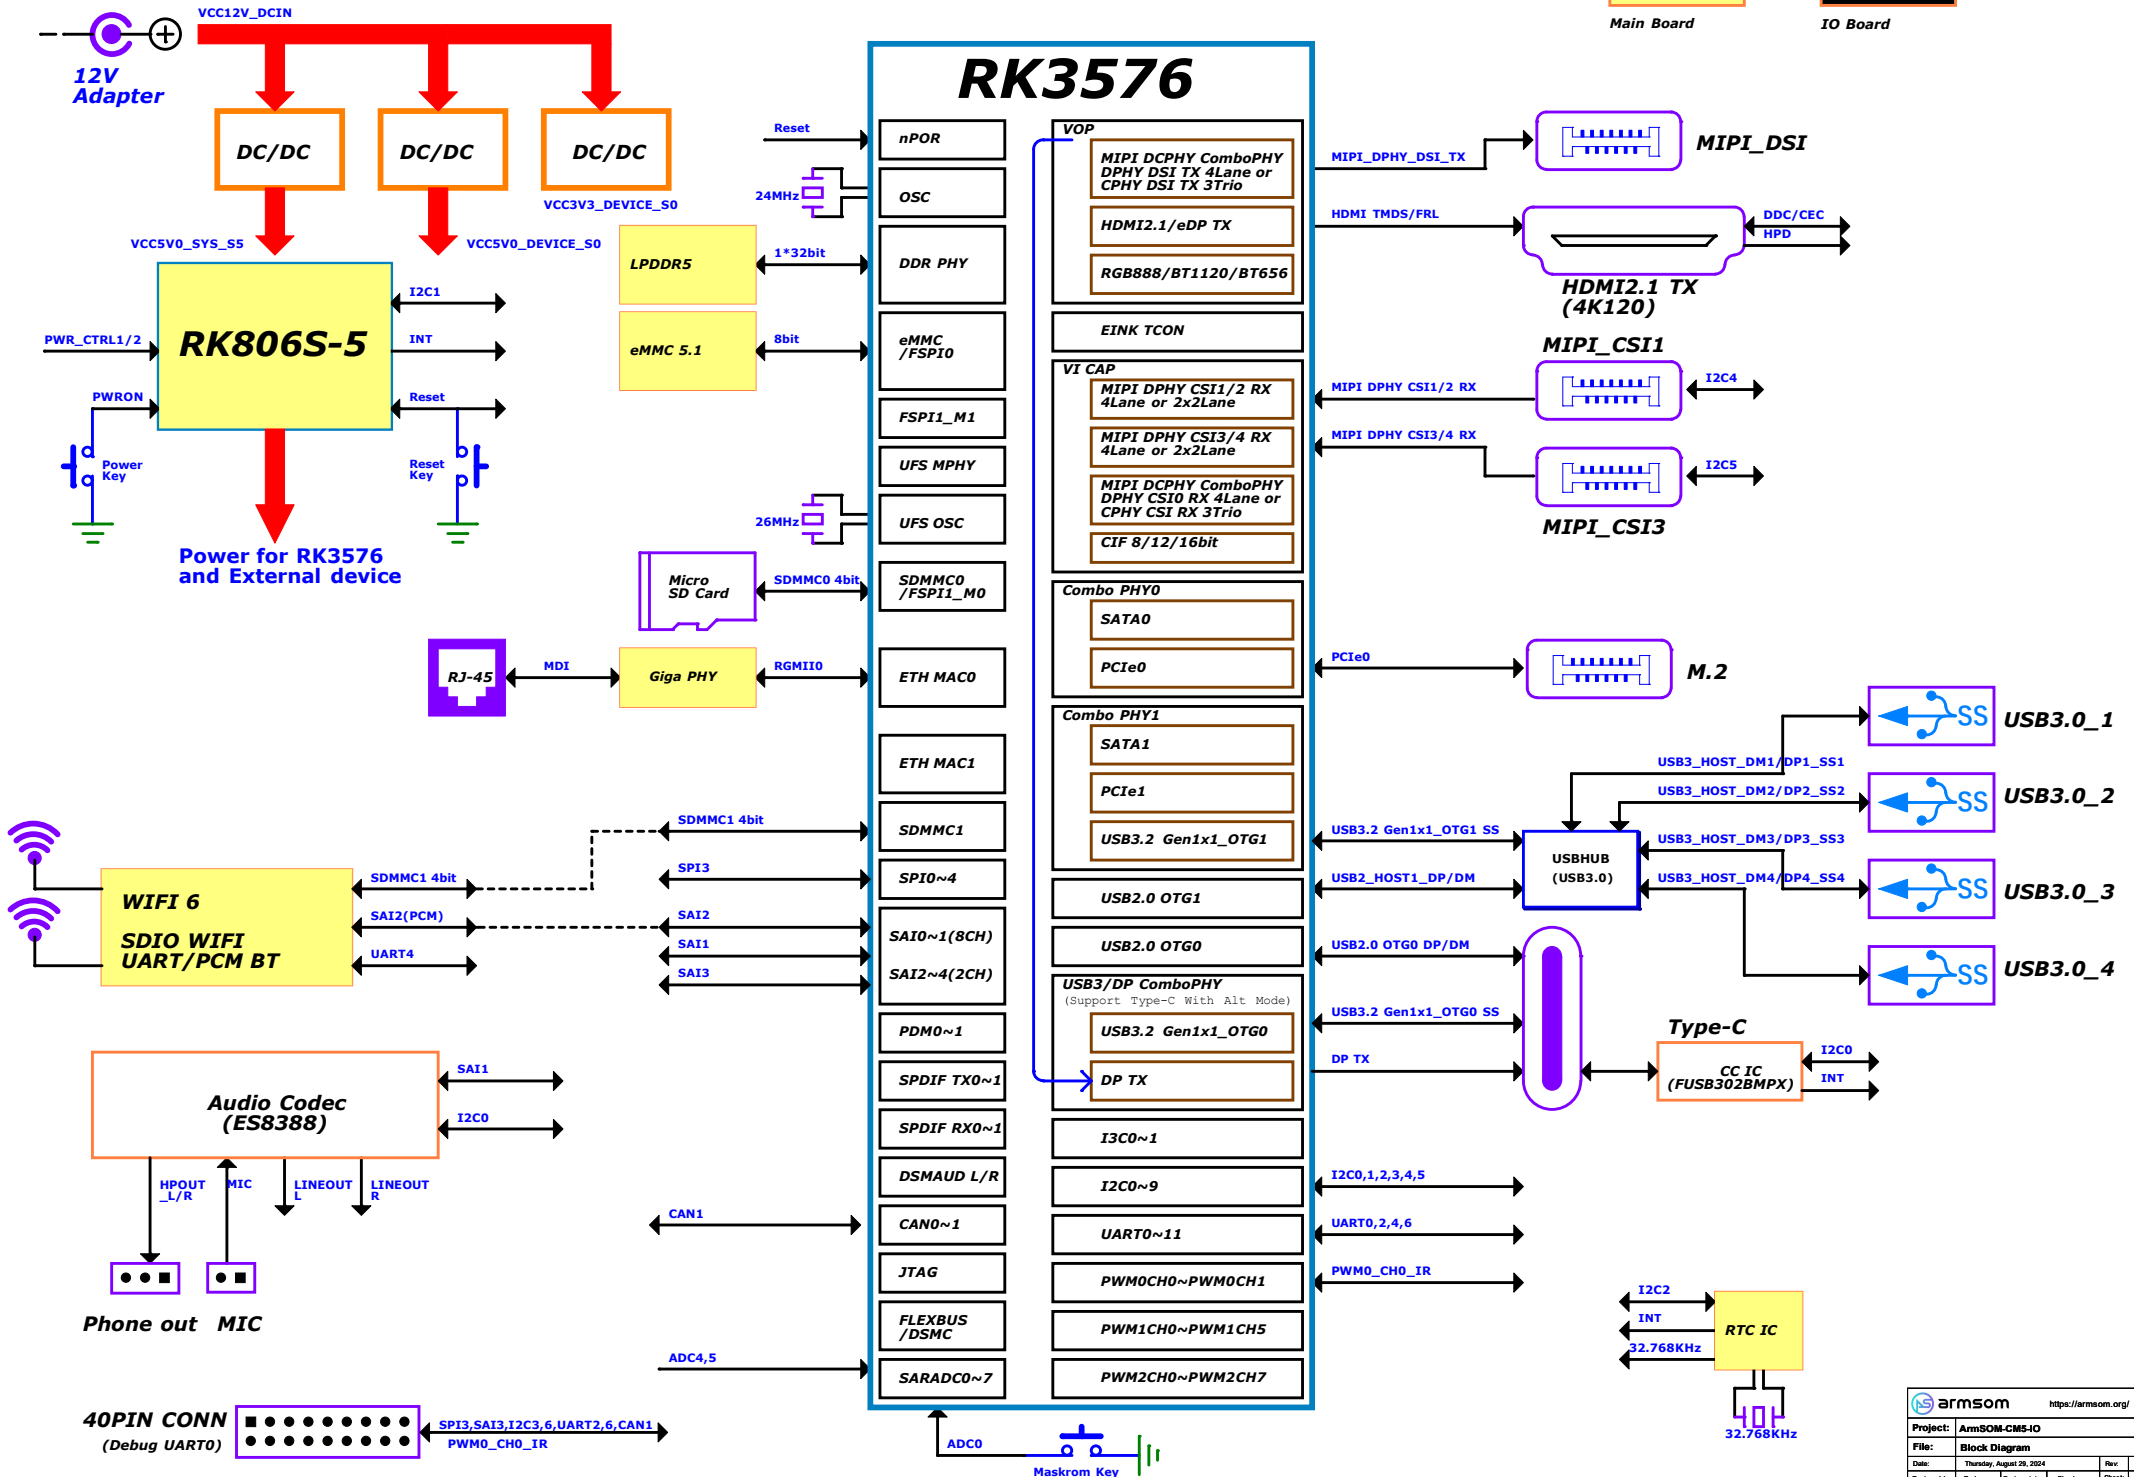 VCC12V_DCIN
Main Board
IO Board
12V
Adapter
DC/DC
DC/DC
DC/DC
VCC3V3_DEVICE_S0
VCC5V0_SYS_S5
VCC5V0_DEVICE_S0
RK806S-5
I2C1
INT
Reset
PWR_CTRL1/2
PWRON
Power
Key
Reset
Key
Power for RK3576
and External device
RK3576
Reset
nPOR
24MHz
OSC
LPDDR5
1*32bit
DDR PHY
eMMC 5.1
8bit
eMMC
/FSPI0
FSPI1_M1
UFS MPHY
26MHz
UFS OSC
Micro
SD Card
SDMMC0 4bit
SDMMC0
/FSPI1_M0
RJ-45
MDI
Giga PHY
RGMII0
ETH MAC0
ETH MAC1
SDMMC1 4bit
SDMMC1
SPI3
SPI0~4
SAI2
SAI1
SAI3
SAI0~1(8CH)
SAI2~4(2CH)
PDM0~1
SPDIF TX0~1
SPDIF RX0~1
DSMAUD L/R
CAN1
CAN0~1
JTAG
FLEXBUS
/DSMC
ADC4,5
SARADC0~7
WIFI 6
SDIO WIFI
UART/PCM BT
SDMMC1 4bit
SAI2(PCM)
UART4
Audio Codec
(ES8388)
SAI1
I2C0
HPOUT
_L/R
MIC
LINEOUT
L
LINEOUT
R
Phone out
MIC
40PIN CONN
(Debug UART0)
SPI3,SAI3,I2C3,6,UART2,6,CAN1
PWM0_CH0_IR
ADC0
Maskrom Key
VOP
MIPI DCPHY ComboPHY
DPHY DSI TX 4Lane or
CPHY DSI TX 3Trio
HDMI2.1/eDP TX
RGB888/BT1120/BT656
EINK TCON
VI CAP
MIPI DPHY CSI1/2 RX
4Lane or 2x2Lane
MIPI DPHY CSI3/4 RX
4Lane or 2x2Lane
MIPI DCPHY ComboPHY
DPHY CSI0 RX 4Lane or
CPHY CSI RX 3Trio
CIF 8/12/16bit
Combo PHY0
SATA0
PCIe0
Combo PHY1
SATA1
PCIe1
USB3.2 Gen1x1_OTG1
USB2.0 OTG1
USB2.0 OTG0
USB3/DP ComboPHY
(Support Type-C With Alt Mode)
USB3.2 Gen1x1_OTG0
DP TX
I3C0~1
I2C0~9
UART0~11
PWM0CH0~PWM0CH1
PWM1CH0~PWM1CH5
PWM2CH0~PWM2CH7
MIPI_DPHY_DSI_TX
MIPI_DSI
HDMI TMDS/FRL
DDC/CEC
HPD
HDMI2.1 TX
(4K120)
MIPI_CSI1
MIPI DPHY CSI1/2 RX
I2C4
MIPI DPHY CSI3/4 RX
I2C5
MIPI_CSI3
PCIe0
M.2
USB3.2 Gen1x1_OTG1 SS
USB2_HOST1_DP/DM
USBHUB
(USB3.0)
USB3_HOST_DM1/DP1_SS1
USB3_HOST_DM2/DP2_SS2
USB3_HOST_DM3/DP3_SS3
USB3_HOST_DM4/DP4_SS4
SS
USB3.0_1
SS
USB3.0_2
SS
USB3.0_3
SS
USB3.0_4
USB2.0 OTG0 DP/DM
USB3.2 Gen1x1_OTG0 SS
DP TX
Type-C
CC IC
(FUSB302BMPX)
I2C0
INT
I2C0,1,2,3,4,5
UART0,2,4,6
PWM0_CH0_IR
I2C2
INT
32.768KHz
RTC IC
32.768KHz
armsom
https://armsom.org/
Project:
ArmSOM-CM5-IO
File:
Block Diagram
Date:
Thursday, August 29, 2024
Rev: